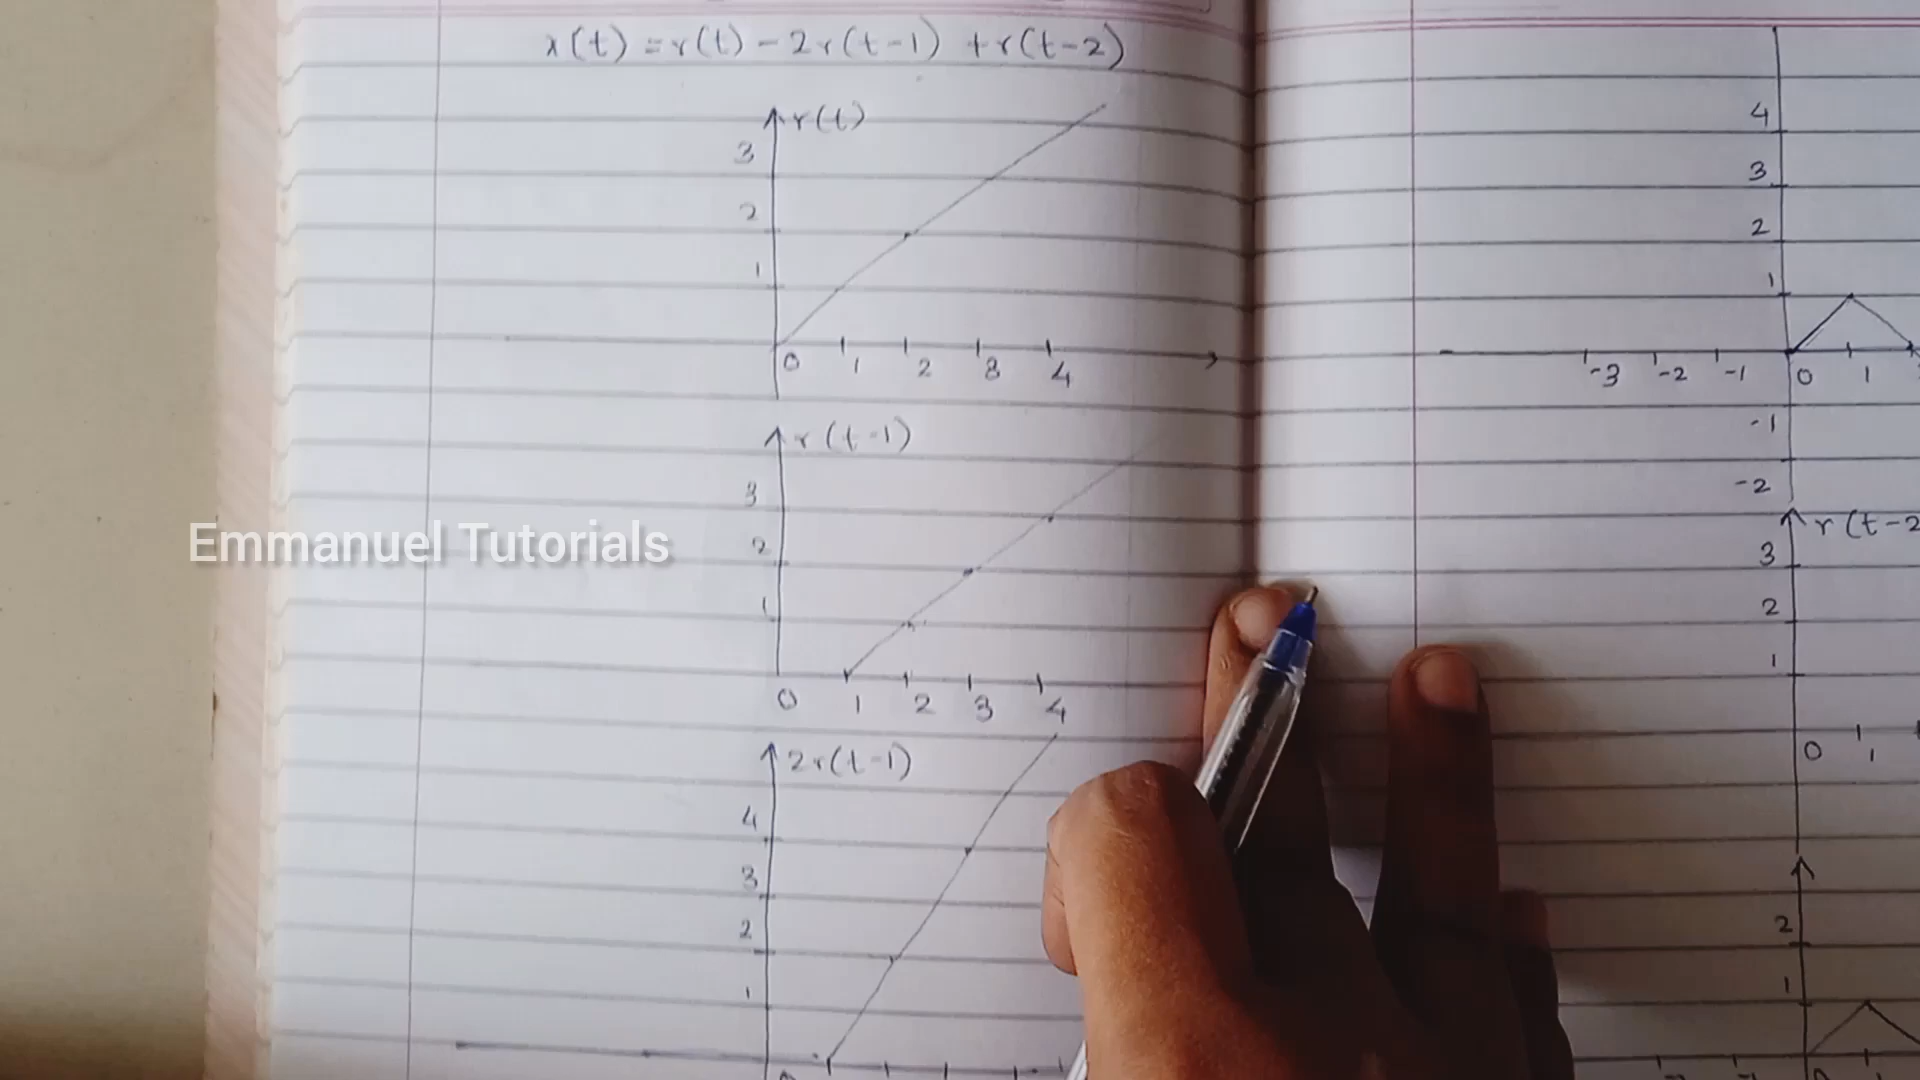 x(t) = r(t) - 2r(t-1) + r(t-2)
r(t)
3
2
1
0 1 2 3 4
r(t-1)
3
2
1
0 1 2 3 4
2r(t-1)
4
3
2
1
Emmanuel Tutorials
4
3
2
1
-3 -2 -1 0 1
-1
-2
r(t-2
3
2
1
0 1
2
1